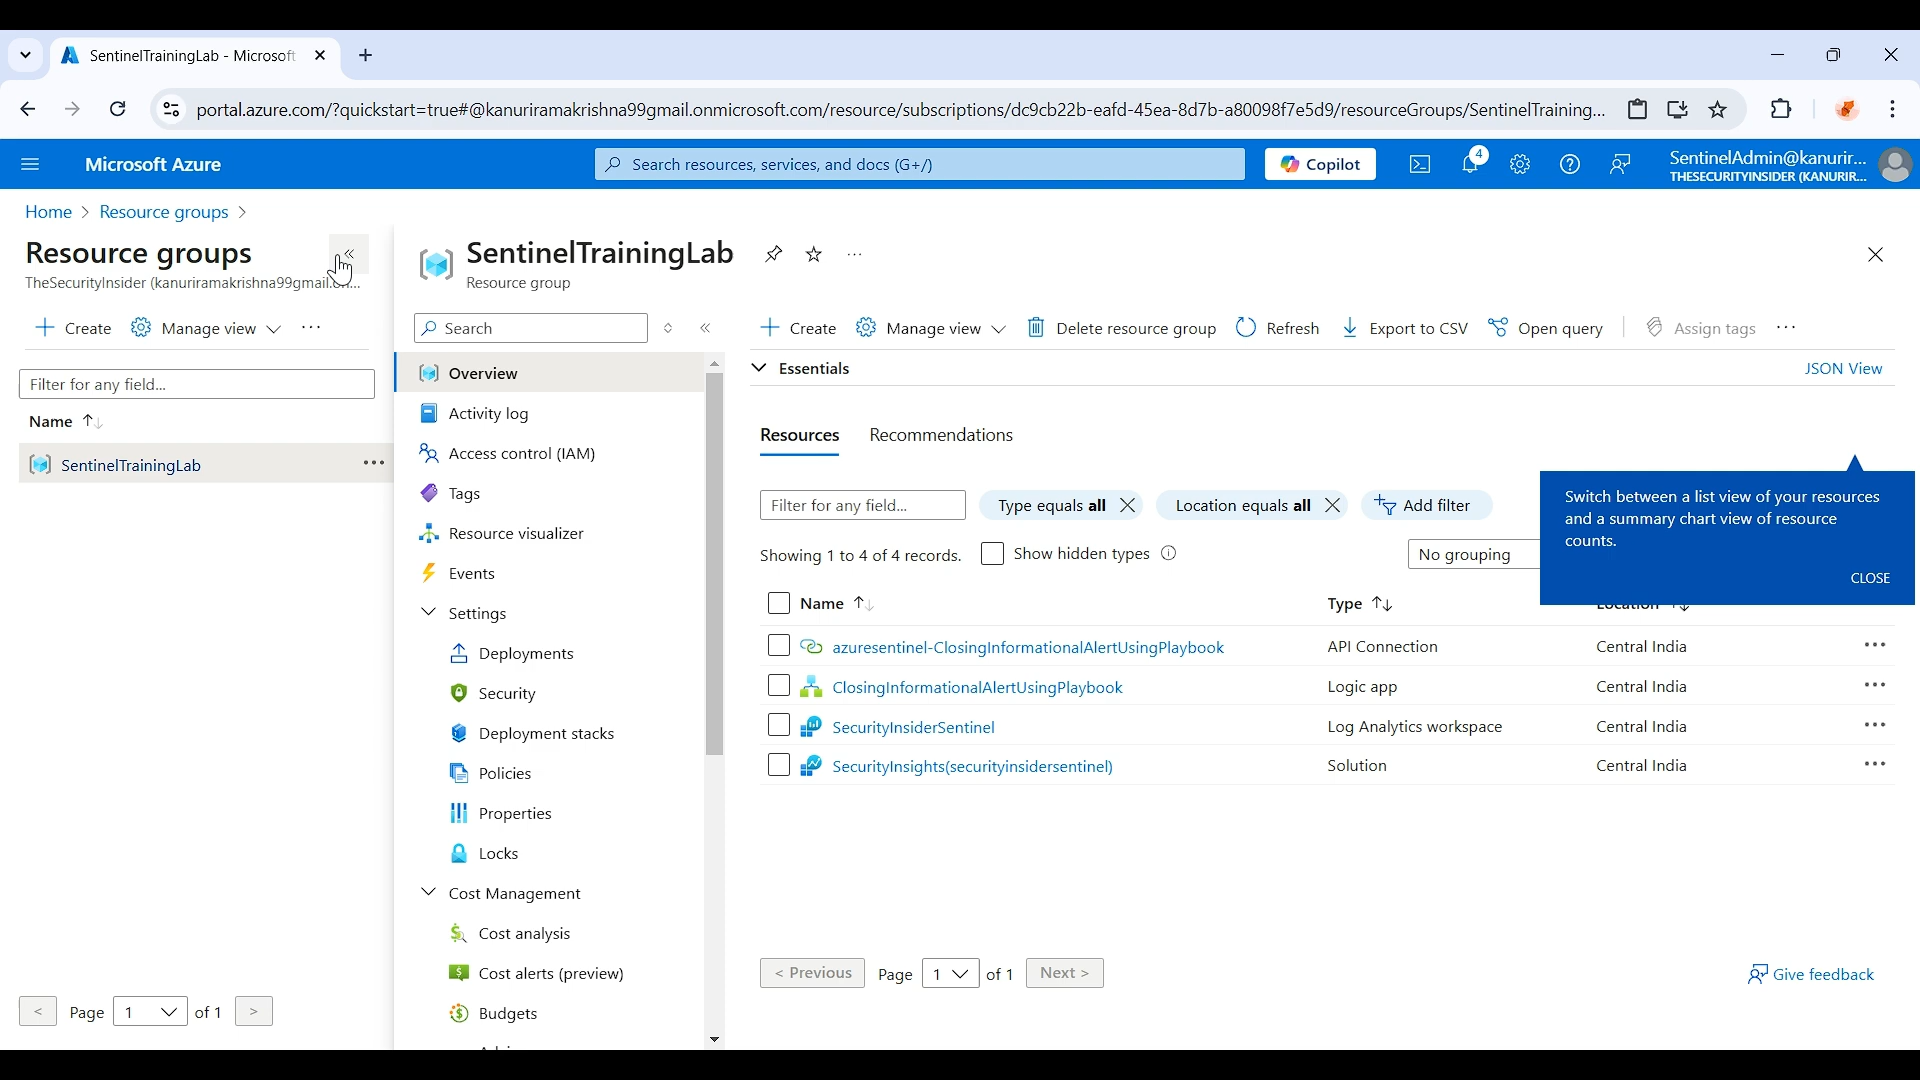 SentinelTrainingLab - Microsoft
portal.azure.com/?quickstart=true#@kanuriramakrishna99gmail.onmicrosoft.com/resource/subscriptions/dc9cb22b-eafd-45ea-8d7b-a80098f7e5d9/resourceGroups/SentinelTraining...
Microsoft Azure
Search resources, services, and docs (G+/)
Copilot
4
SentinelAdmin@kanurir...
THESECURITYINSIDER (KANURIR...
Home > Resource groups >
Resource groups
TheSecurityInsider (kanuriramakrishna99gmail.on...
Create
Manage view
...
Filter for any field...
Name
SentinelTrainingLab
...
< Page 1 of 1 >
SentinelTrainingLab
...
Resource group
Search
Overview
Activity log
Access control (IAM)
Tags
Resource visualizer
Events
Settings
Deployments
Security
Deployment stacks
Policies
Properties
Locks
Cost Management
Cost analysis
Cost alerts (preview)
Budgets
Create
Manage view
Delete resource group
Refresh
Export to CSV
Open query
Assign tags
...
Essentials
JSON View
Resources
Recommendations
Filter for any field...
Type equals all
Location equals all
Add filter
Showing 1 to 4 of 4 records.
Show hidden types
No grouping
Switch between a list view of your resources
and a summary chart view of resource
counts.
CLOSE
Name
Type
Location
azuresentinel-ClosingInformationalAlertUsingPlaybook API Connection Central India ...
ClosingInformationalAlertUsingPlaybook Logic app Central India ...
SecurityInsiderSentinel Log Analytics workspace Central India ...
SecurityInsights(securityinsidersentinel) Solution Central India ...
< Previous Page 1 of 1 Next >
Give feedback